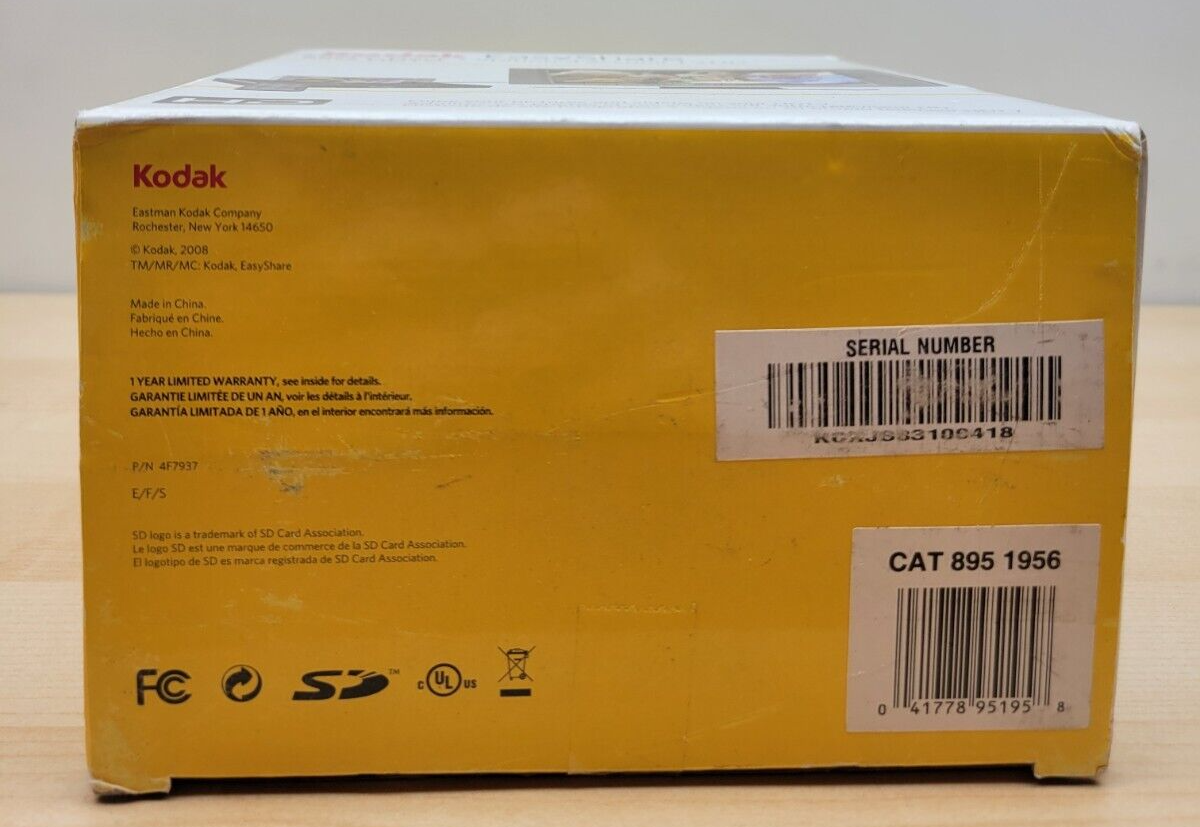 Kodak
Eastman Kodak Company
Rochester, New York 14650
© Kodak, 2008
TM/MR/MC: Kodak, EasyShare
Made in China.
Fabriqué en Chine.
Hecho en China.
1 YEAR LIMITED WARRANTY, see inside for details.
GARANTIE LIMITÉE DE UN AN, voir les détails à l'intérieur.
GARANTÍA LIMITADA DE 1 AÑO, en el interior encontrará más información.
P/N 4F7937
E/F/S
SD logo is a trademark of SD Card Association.
Le logo SD est une marque de commerce de la SD Card Association.
El logotipo de SD es marca registrada de SD Card Association.
FC SD™ c UL US
SERIAL NUMBER
CAT 895 1956
0 41778 95195 8